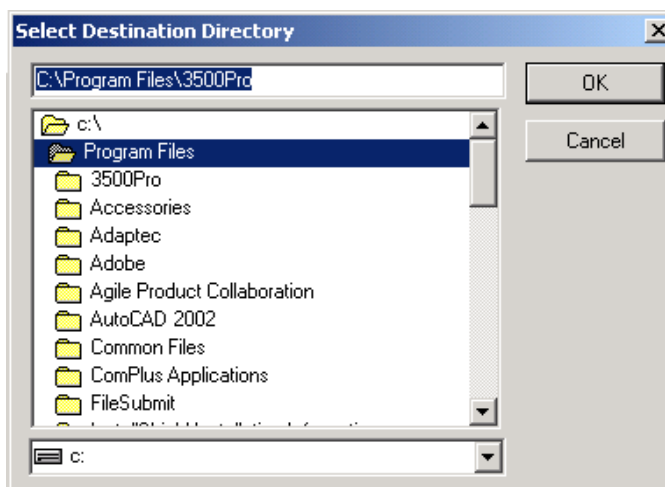 Select Destination Directory
C:\Program Files\3500Pro
OK
c:\
Cancel
Program Files
3500Pro
Accessories
Adaptec
Adobe
Agile Product Collaboration
AutoCAD 2002
Common Files
ComPlus Applications
FileSubmit
c: